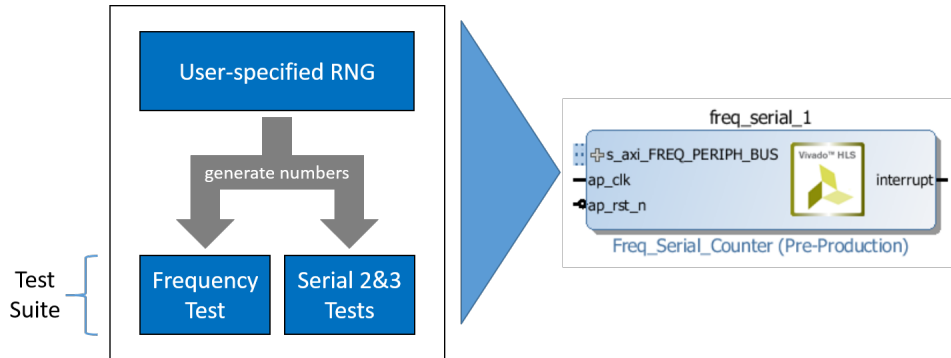 User-specified RNG
generate numbers
Frequency
Test
Serial 2&3
Tests
Test
Suite
freq_serial_1
s_axi_FREQ_PERIPH_BUS
ap_clk
ap_rst_n
Vivado™ HLS
interrupt
Freq_Serial_Counter (Pre-Production)